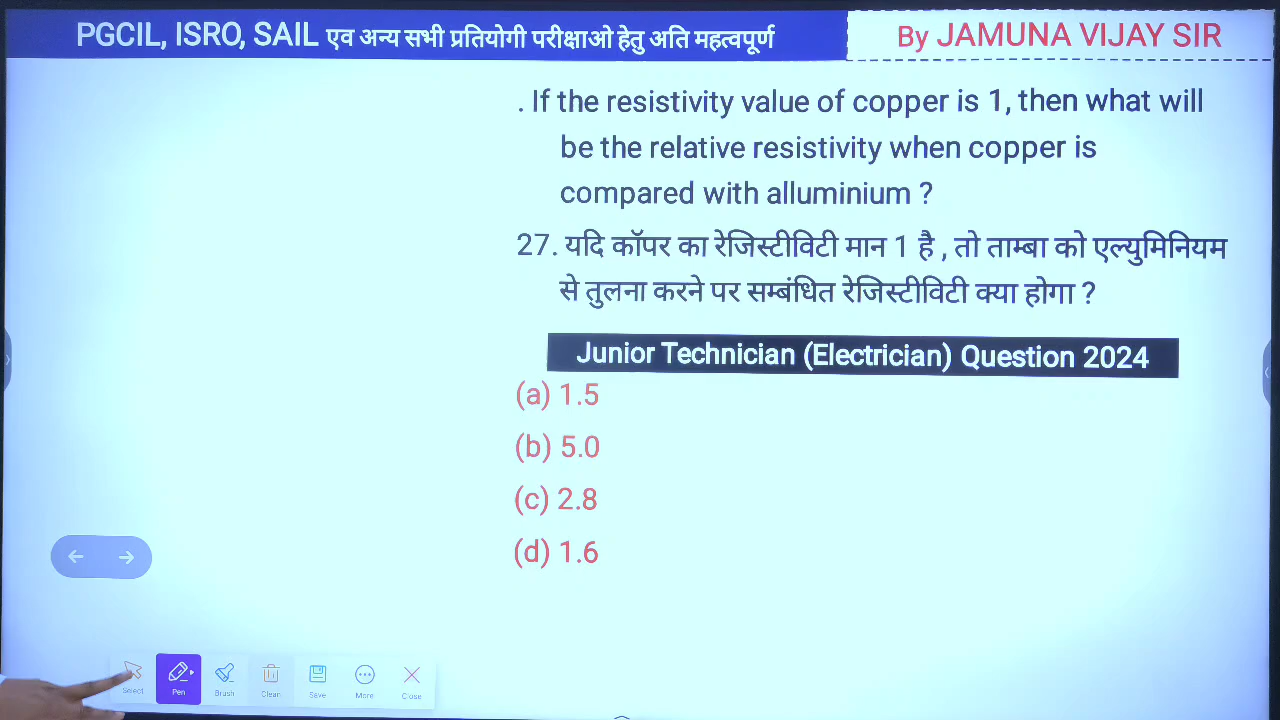 PGCIL, ISRO, SAIL एव अन्य सभी प्रतियोगी परीक्षाओ हेतु अति महत्वपूर्ण
By JAMUNA VIJAY SIR
. If the resistivity value of copper is 1, then what will
be the relative resistivity when copper is
compared with alluminium ?
27. यदि कॉपर का रेजिस्टीविटी मान 1 है , तो ताम्बा को एल्युमिनियम
से तुलना करने पर सम्बंधित रेजिस्टीविटी क्या होगा ?
Junior Technician (Electrician) Question 2024
(a) 1.5
(b) 5.0
(c) 2.8
(d) 1.6
Select Pen Brush Clean Save More Close